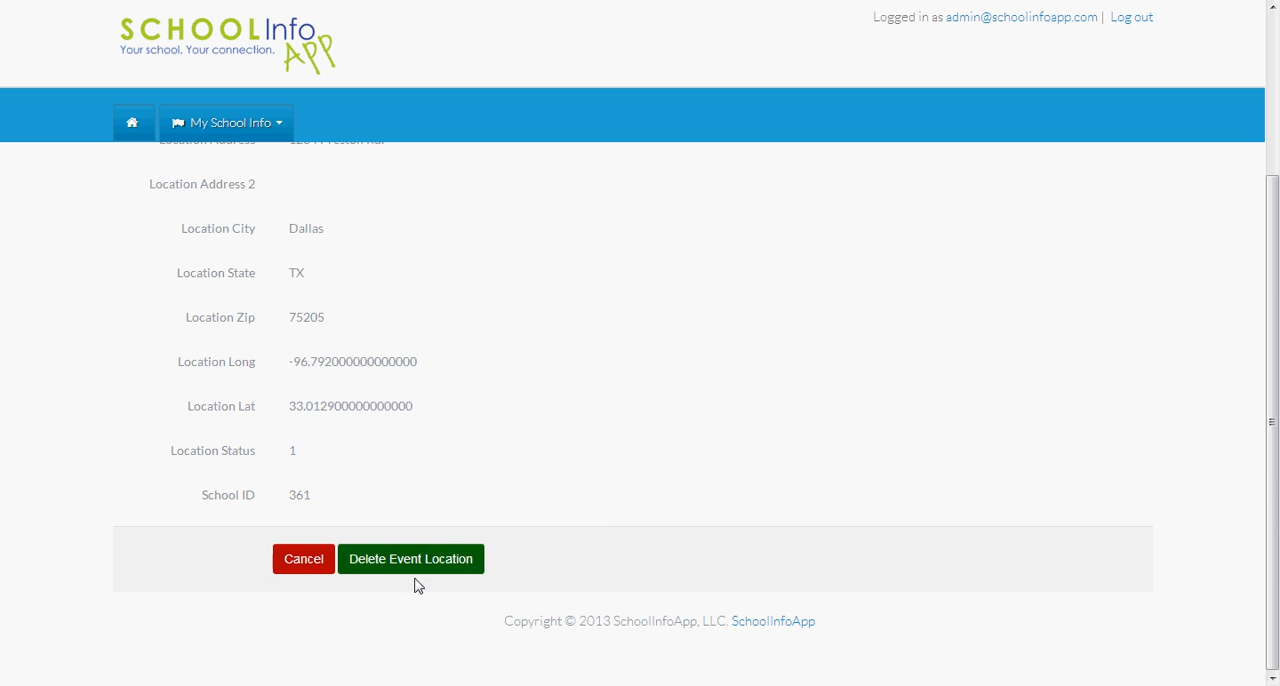 SCHOOLInfo
APP
Your school. Your connection.
Logged in as admin@schoolinfoapp.com | Log out
My School Info
Location Address
Location Address 2
Location City Dallas
Location State TX
Location Zip 75205
Location Long -96.792000000000000
Location Lat 33.012900000000000
Location Status 1
School ID 361
Cancel Delete Event Location
Copyright © 2013 SchoolInfoApp, LLC. SchoolInfoApp